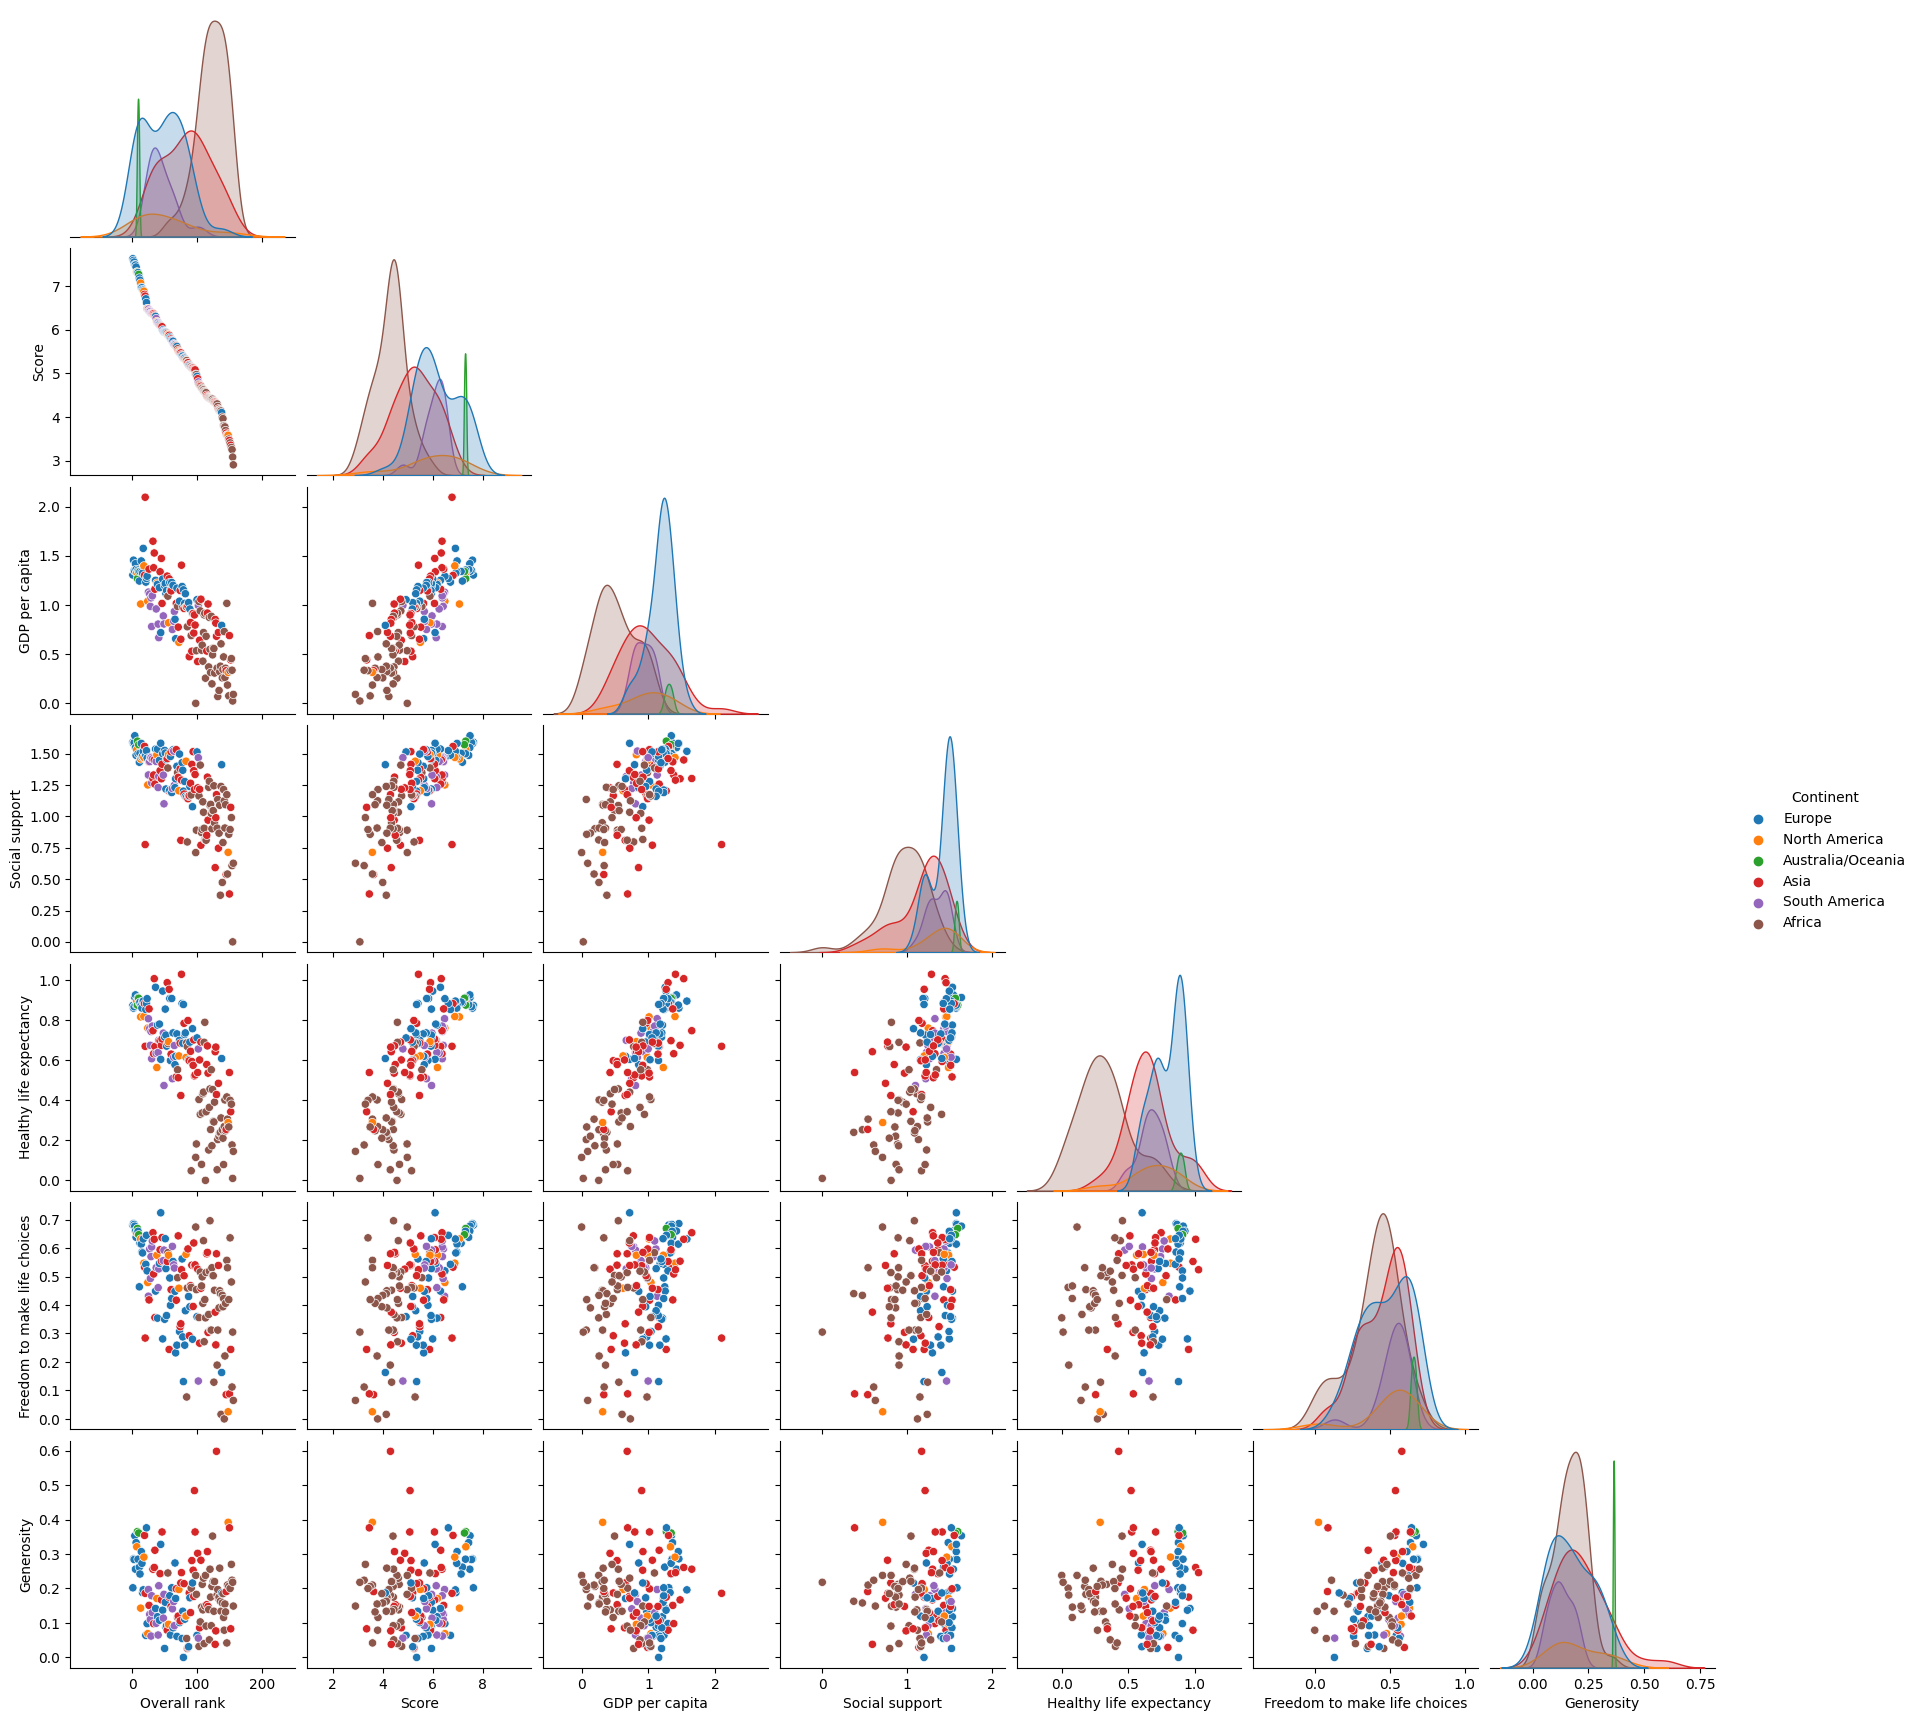 Score
7
6
5
4
3
GDP per capita
2.0
1.5
1.0
0.5
0.0
Social support
1.50
1.25
1.00
0.75
0.50
0.25
0.00
Continent
Europe
North America
Australia/Oceania
Asia
South America
Africa
Healthy life expectancy
1.0
0.8
0.6
0.4
0.2
0.0
Freedom to make life choices
0.7
0.6
0.5
0.4
0.3
0.2
0.1
0.0
Generosity
0.6
0.5
0.4
0.3
0.2
0.1
0.0
0 100 200
Overall rank
2 4 6 8
Score
0 1 2
GDP per capita
0 1 2
Social support
0.0 0.5 1.0
Healthy life expectancy
0.0 0.5 1.0
Freedom to make life choices
0.00 0.25 0.50 0.75
Generosity